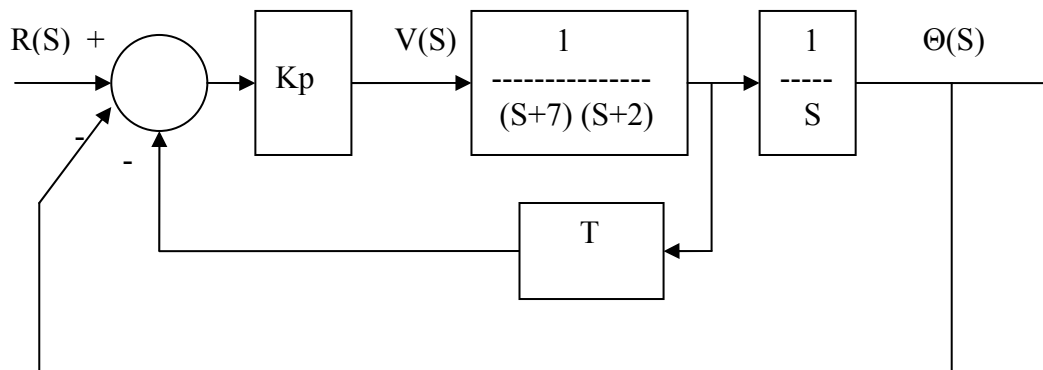 R(S) +
Kp
V(S)
1
---------------
(S+7) (S+2)
1
-----
S
Θ(S)
-
-
T